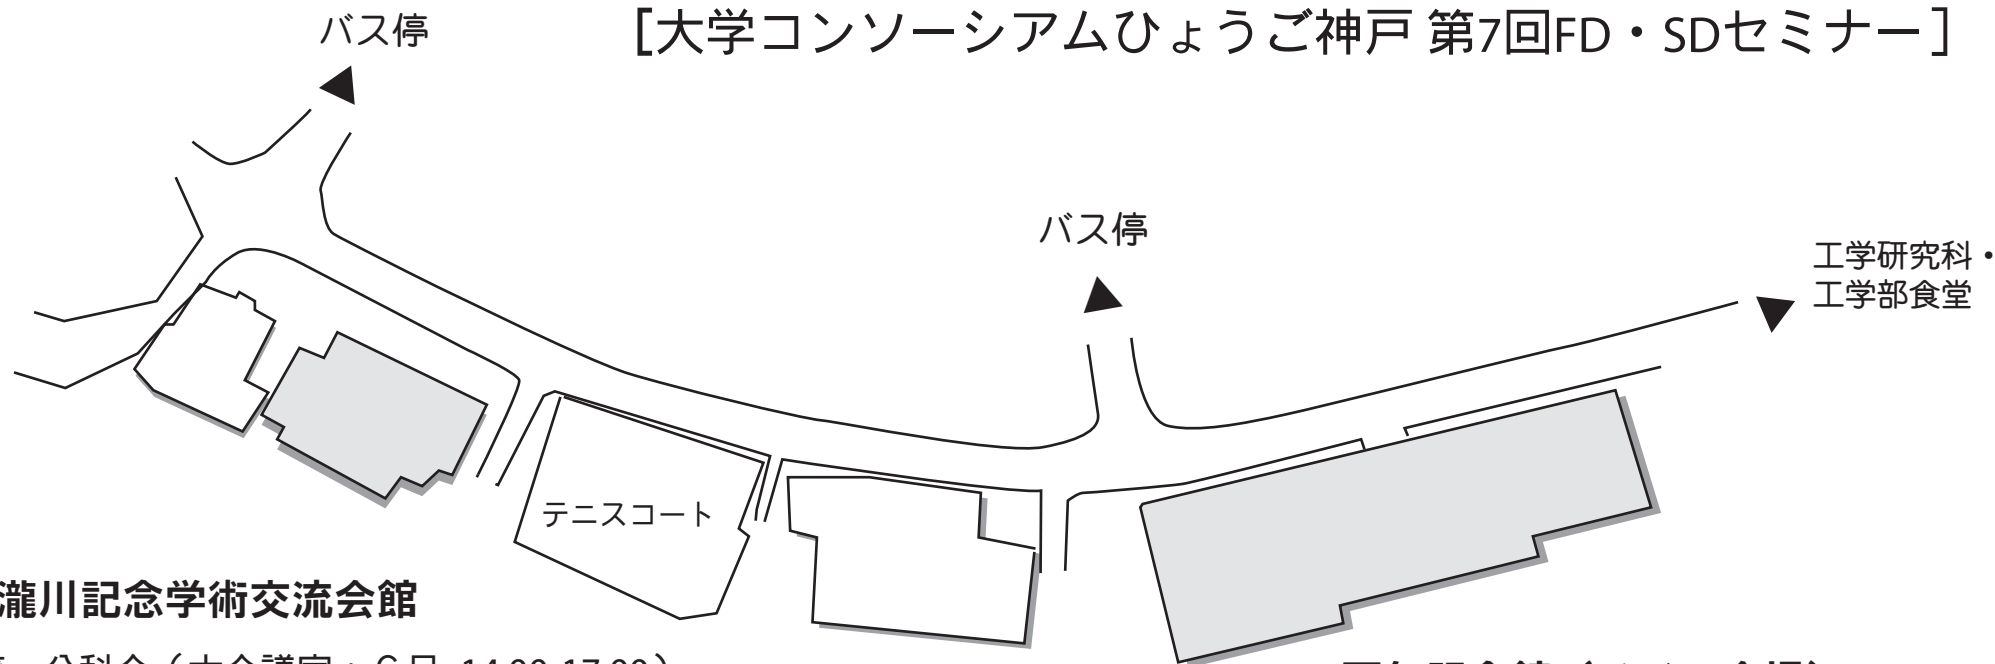 バス停
[大学コンソーシアムひょうご神戸 第7回FD・SDセミナー]
バス停
工学研究科・
工学部食堂
テニスコート
瀧川記念学術交流会館